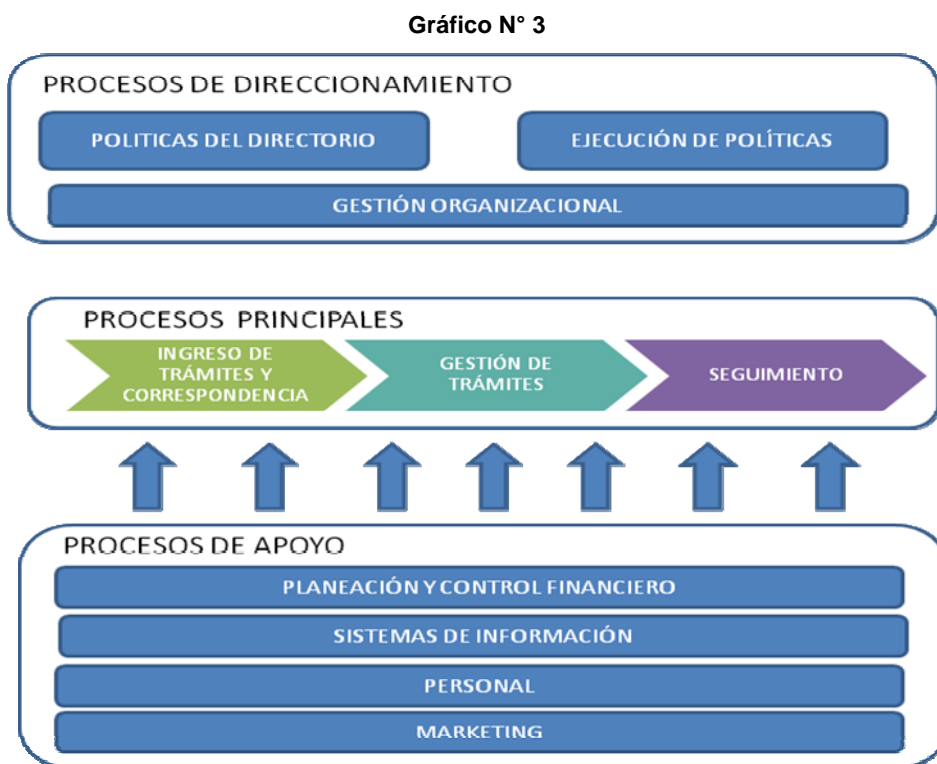 Gráfico N° 3
PROCESOS DE DIRECCIONAMIENTO
POLITICAS DEL DIRECTORIO
EJECUCIÓN DE POLÍTICAS
GESTIÓN ORGANIZACIONAL
PROCESOS PRINCIPALES
INGRESO DE
TRÁMITES Y
CORRESPONDENCIA
GESTIÓN DE
TRÁMITES
SEGUIMIENTO
PROCESOS DE APOYO
PLANEACIÓN Y CONTROL FINANCIERO
SISTEMAS DE INFORMACIÓN
PERSONAL
MARKETING